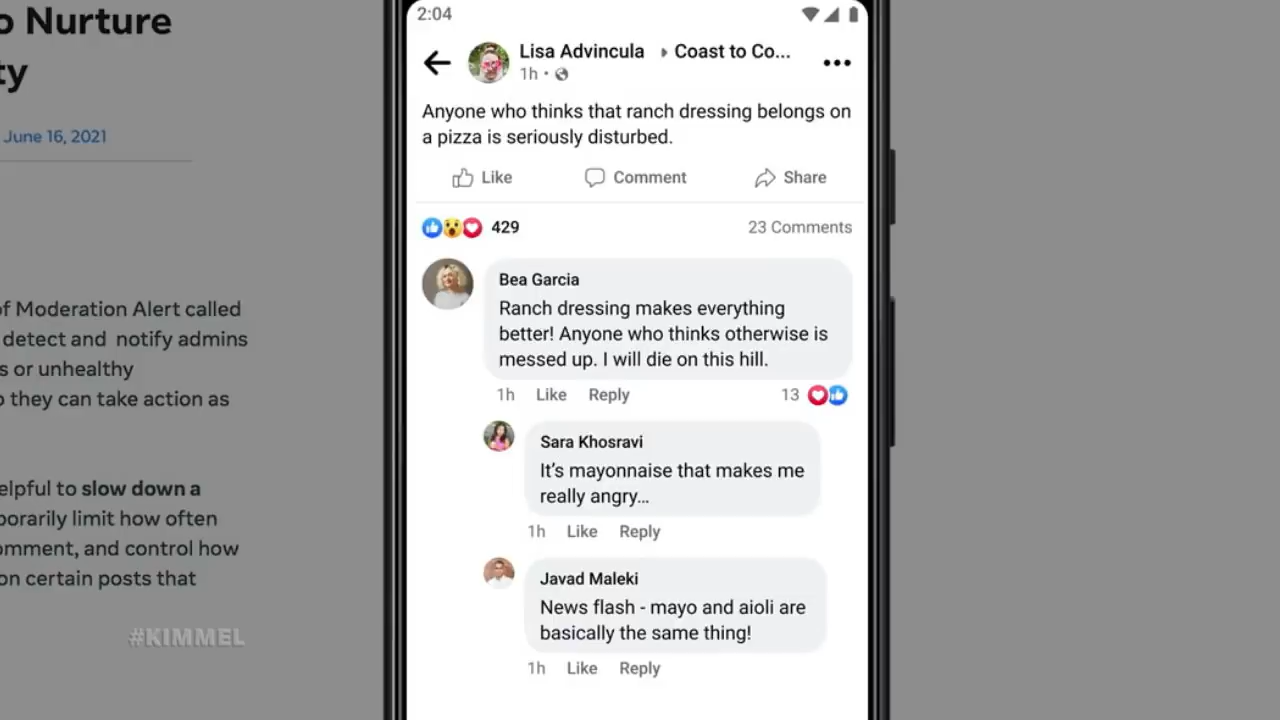 o Nurture
ty
June 16, 2021
of Moderation Alert called
detect and notify admins
s or unhealthy
o they can take action as
elpful to slow down a
porarily limit how often
omment, and control how
on certain posts that
#KIMMEL
2:04
Lisa Advincula Coast to Co...
1h
Anyone who thinks that ranch dressing belongs on
a pizza is seriously disturbed.
Like Comment Share
429 23 Comments
Bea Garcia
Ranch dressing makes everything
better! Anyone who thinks otherwise is
messed up. I will die on this hill.
1h Like Reply 13
Sara Khosravi
It's mayonnaise that makes me
really angry...
1h Like Reply
Javad Maleki
News flash - mayo and aioli are
basically the same thing!
1h Like Reply